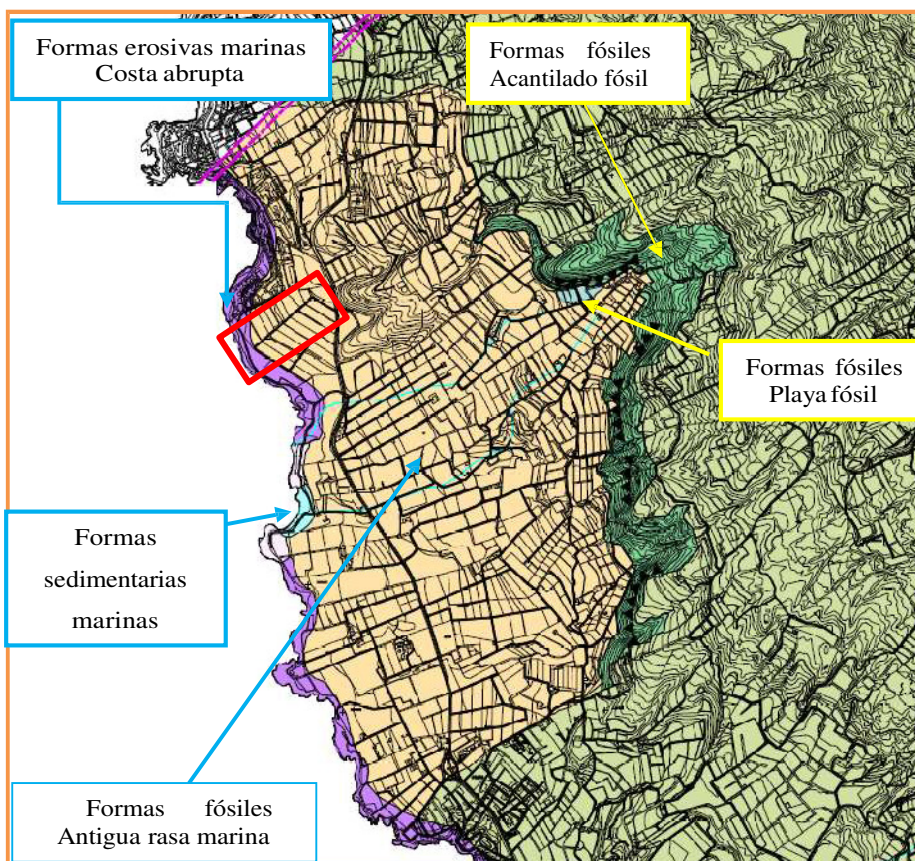 Formas erosivas marinas
Costa abrupta
Formas fósiles
Acantilado fósil
Formas fósiles
Playa fósil
Formas
sedimentarias
marinas
Formas fósiles
Antigua rasa marina